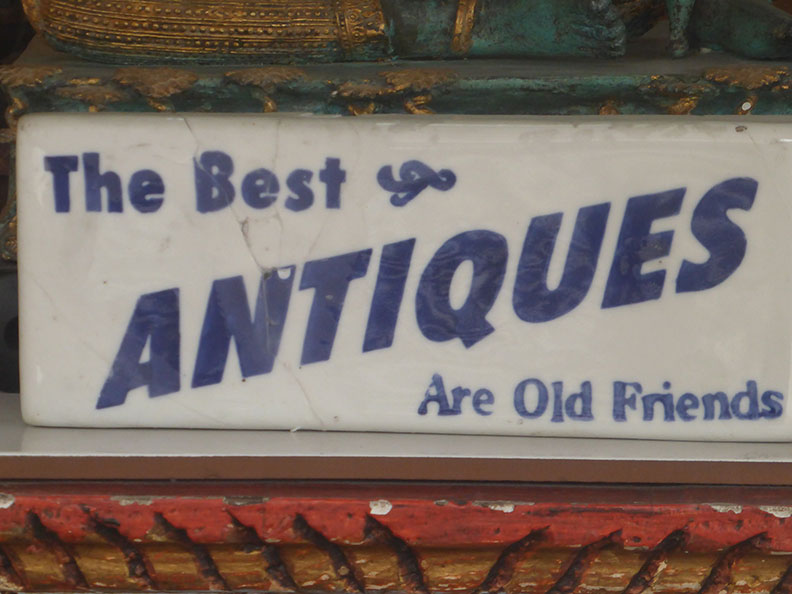 The Best
ANTIQUES
Are Old Friends